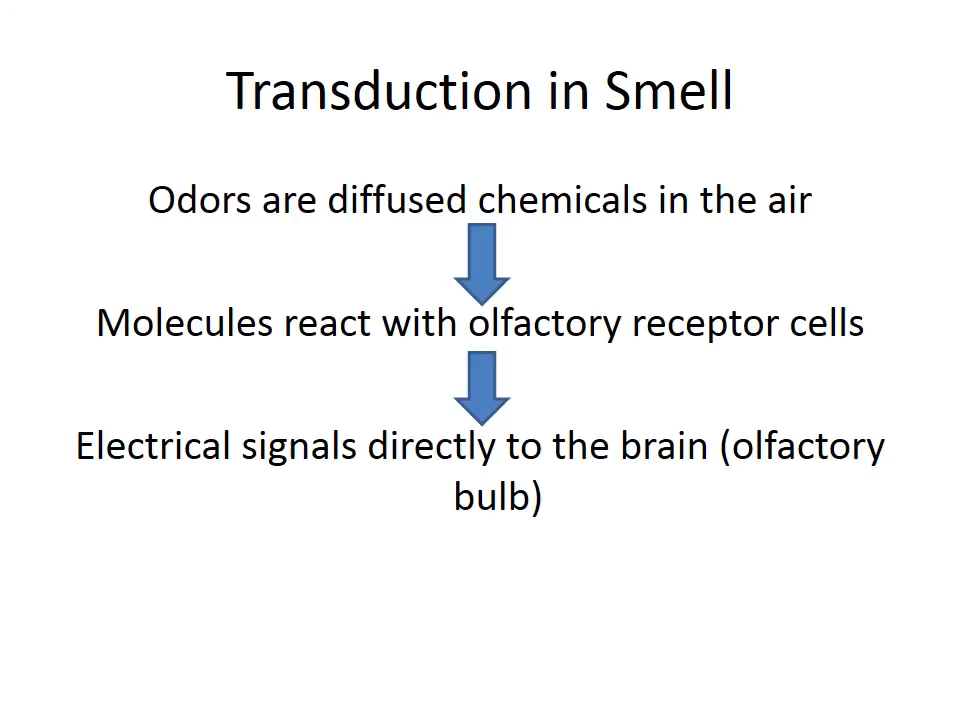 Transduction in Smell
Odors are diffused chemicals in the air
Molecules react with olfactory receptor cells
Electrical signals directly to the brain (olfactory
bulb)